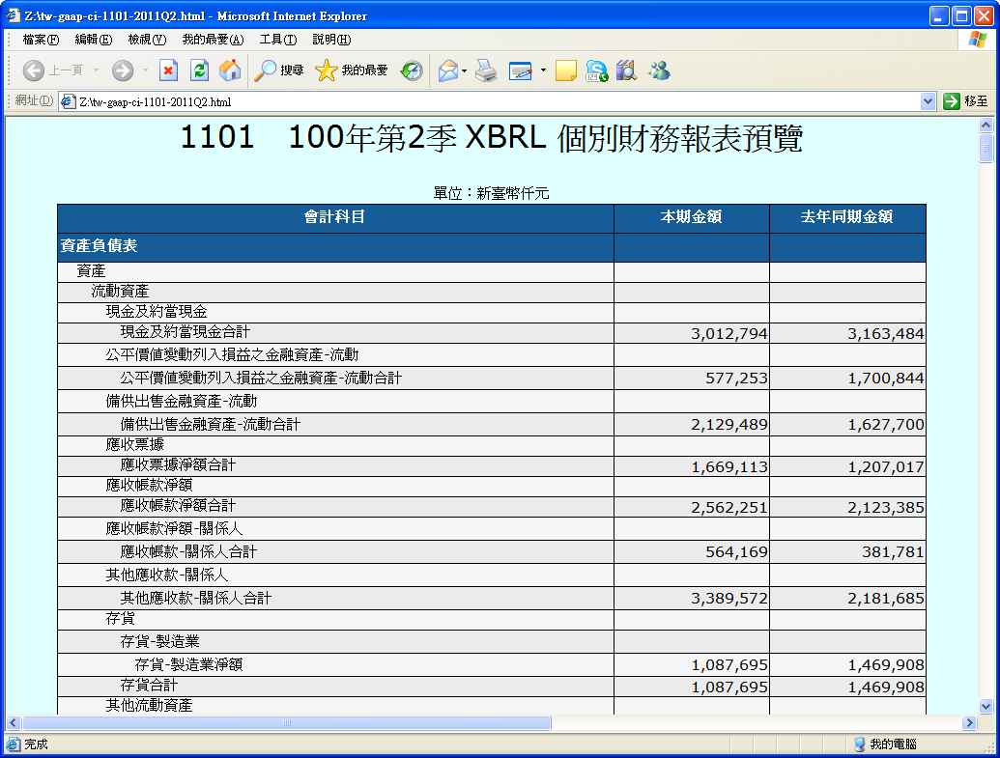 Z:\tw-gaap-ci-1101-2011Q2.html - Microsoft Internet Explorer
檔案(F) 編輯(E) 檢視(V) 我的最愛(A) 工具(T) 說明(H)
上一頁 搜尋 我的最愛
網址(D) Z:\tw-gaap-ci-1101-2011Q2.html 移至
1101 100年第2季 XBRL 個別財務報表預覽
單位：新臺幣仟元
會計科目 本期金額 去年同期金額
資產負債表
資產
流動資產
現金及約當現金
現金及約當現金合計 3,012,794 3,163,484
公平價值變動列入損益之金融資產-流動
公平價值變動列入損益之金融資產-流動合計 577,253 1,700,844
備供出售金融資產-流動
備供出售金融資產-流動合計 2,129,489 1,627,700
應收票據
應收票據淨額合計 1,669,113 1,207,017
應收帳款淨額
應收帳款淨額合計 2,562,251 2,123,385
應收帳款淨額-關係人
應收帳款-關係人合計 564,169 381,781
其他應收款-關係人
其他應收款-關係人合計 3,389,572 2,181,685
存貨
存貨-製造業
存貨-製造業淨額 1,087,695 1,469,908
存貨合計 1,087,695 1,469,908
其他流動資產
完成 我的電腦